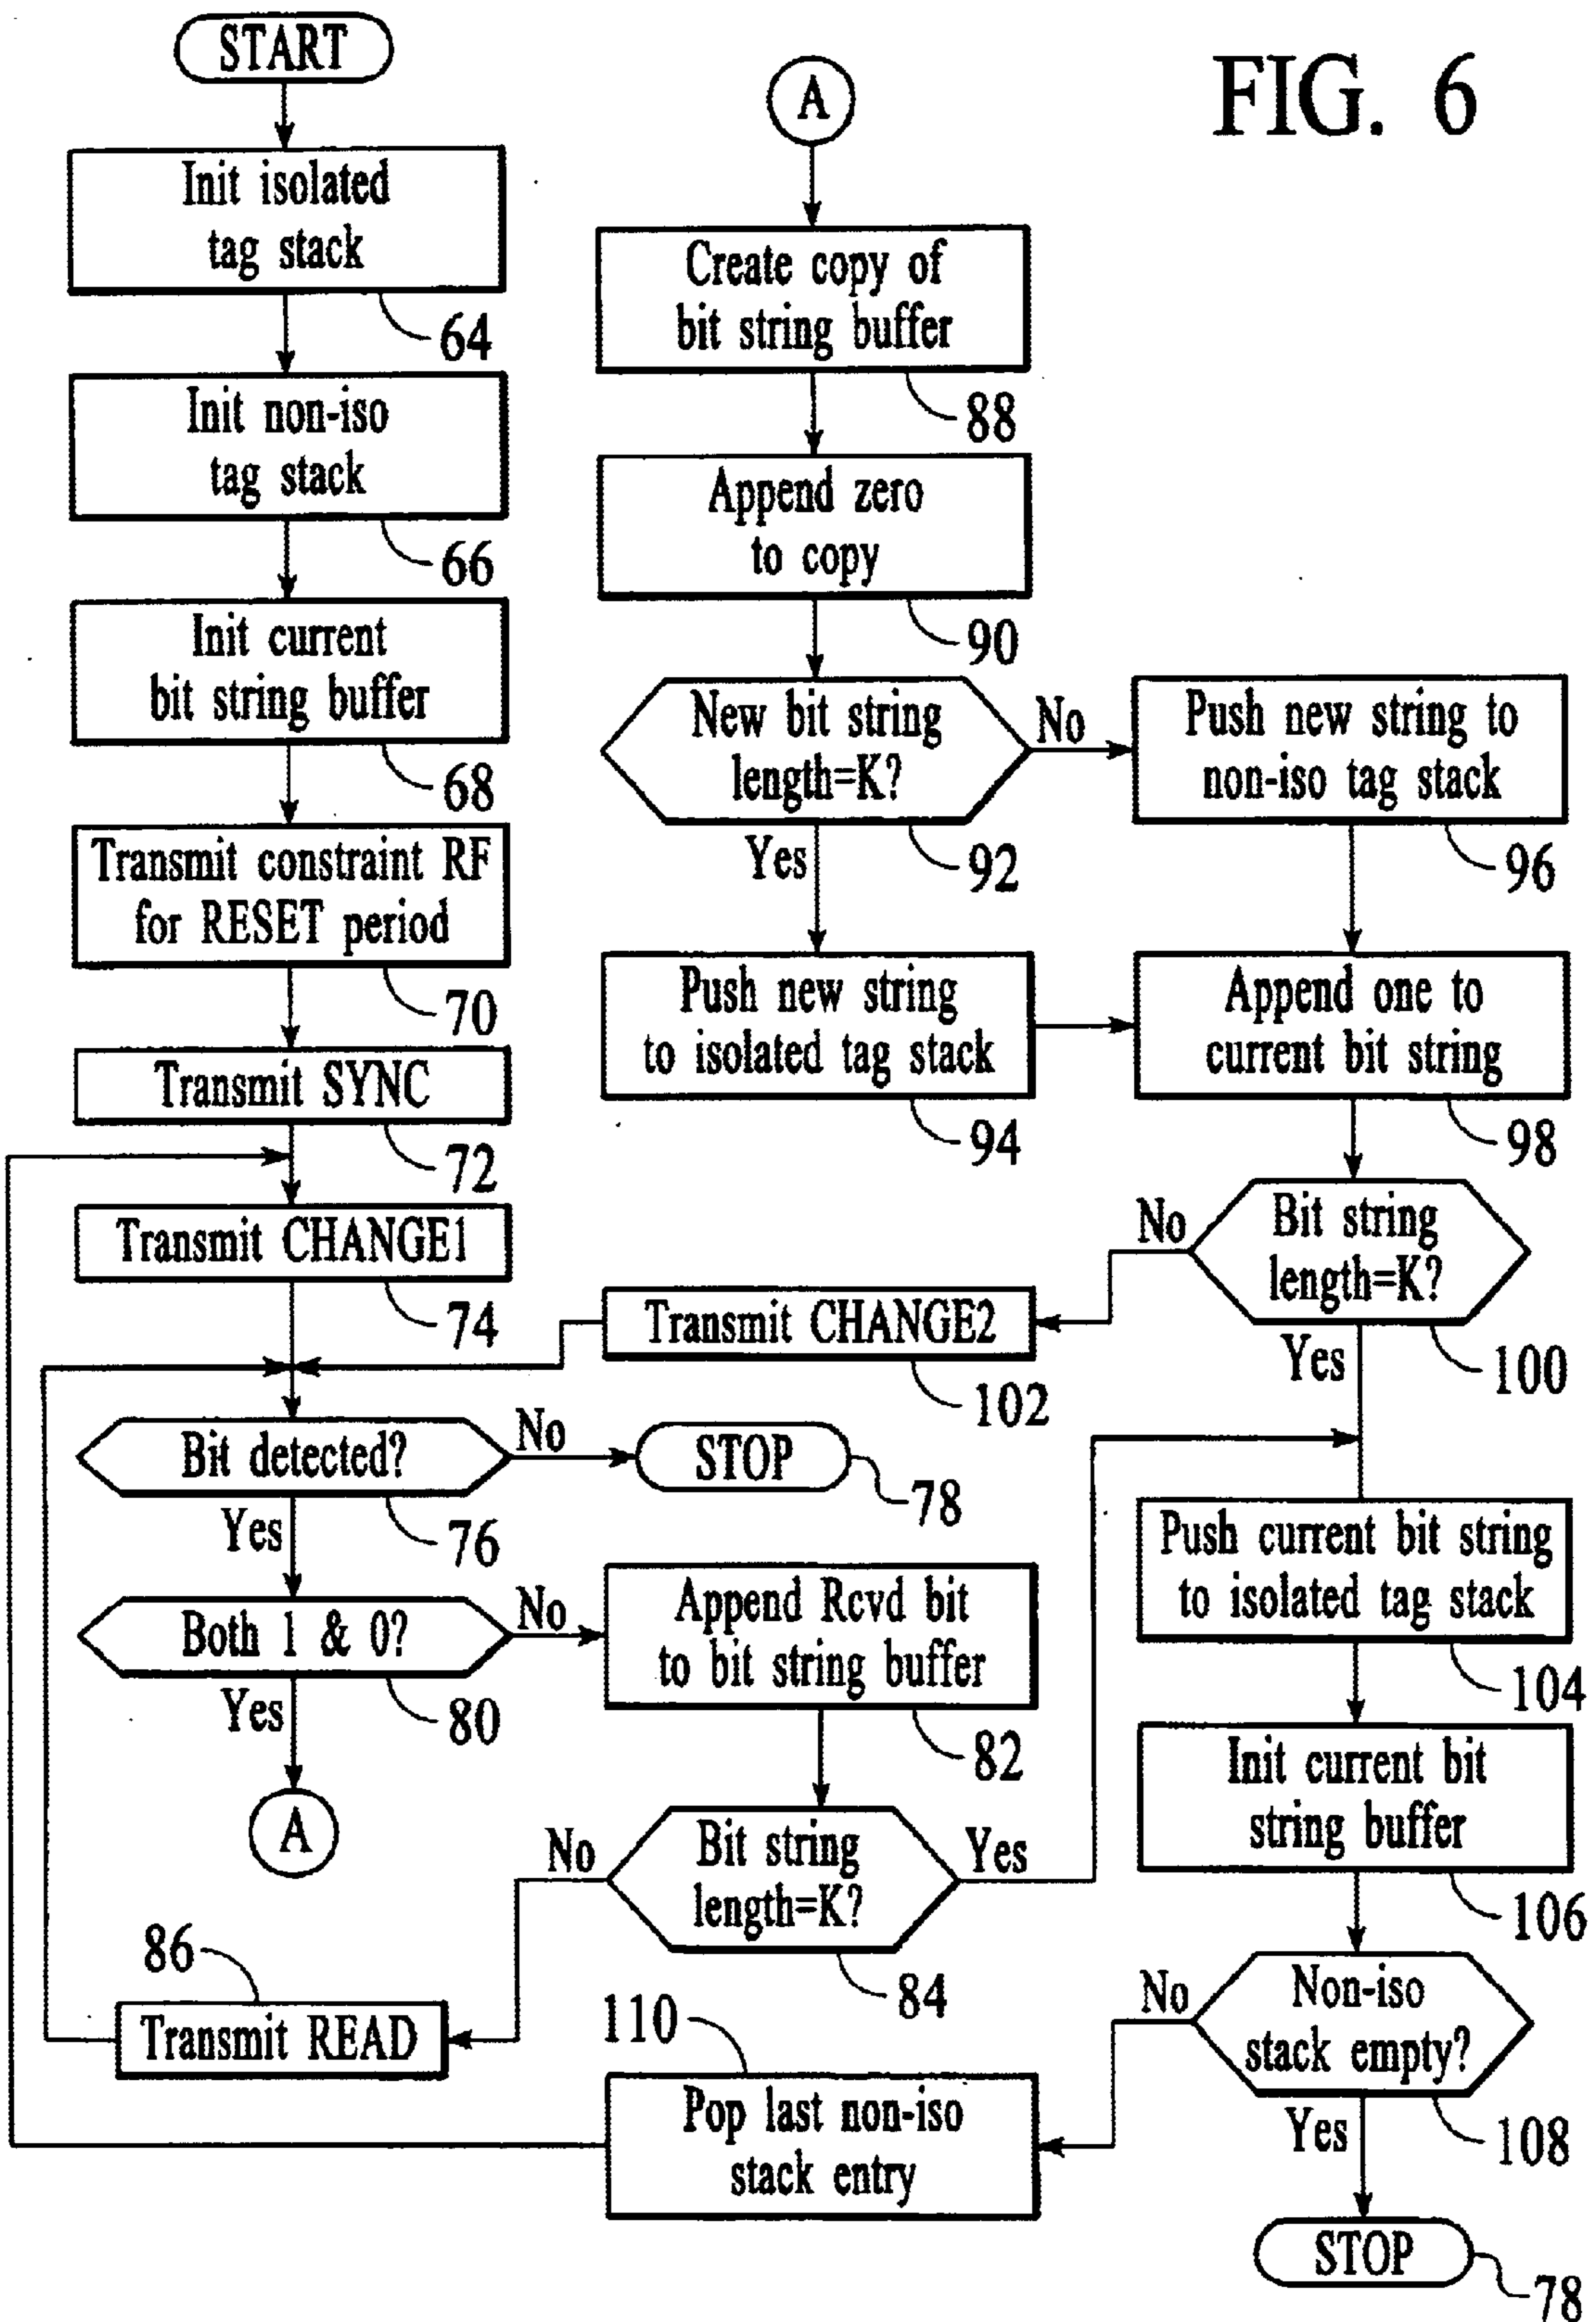 FIG. 6
START
Init isolated
tag stack
64
Init non-iso
tag stack
66
Init current
bit string buffer
68
Transmit constraint RF
for RESET period
70
Transmit SYNC
72
Transmit CHANGE1
74
Bit detected?
No
STOP
78
Yes
76
Both 1 & 0?
No
Append Rcvd bit
to bit string buffer
82
Yes
80
A
Bit string
length=K?
No
Yes
84
86
Transmit READ
A
Create copy of
bit string buffer
88
Append zero
to copy
90
New bit string
length=K?
No
Yes
92
Push new string to
non-iso tag stack
96
Push new string
to isolated tag stack
94
Append one to
current bit string
98
Bit string
length=K?
No
Yes
100
Transmit CHANGE2
102
Push current bit string
to isolated tag stack
104
Init current bit
string buffer
106
Non-iso
stack empty?
No
Yes
108
110
Pop last non-iso
stack entry
STOP
78